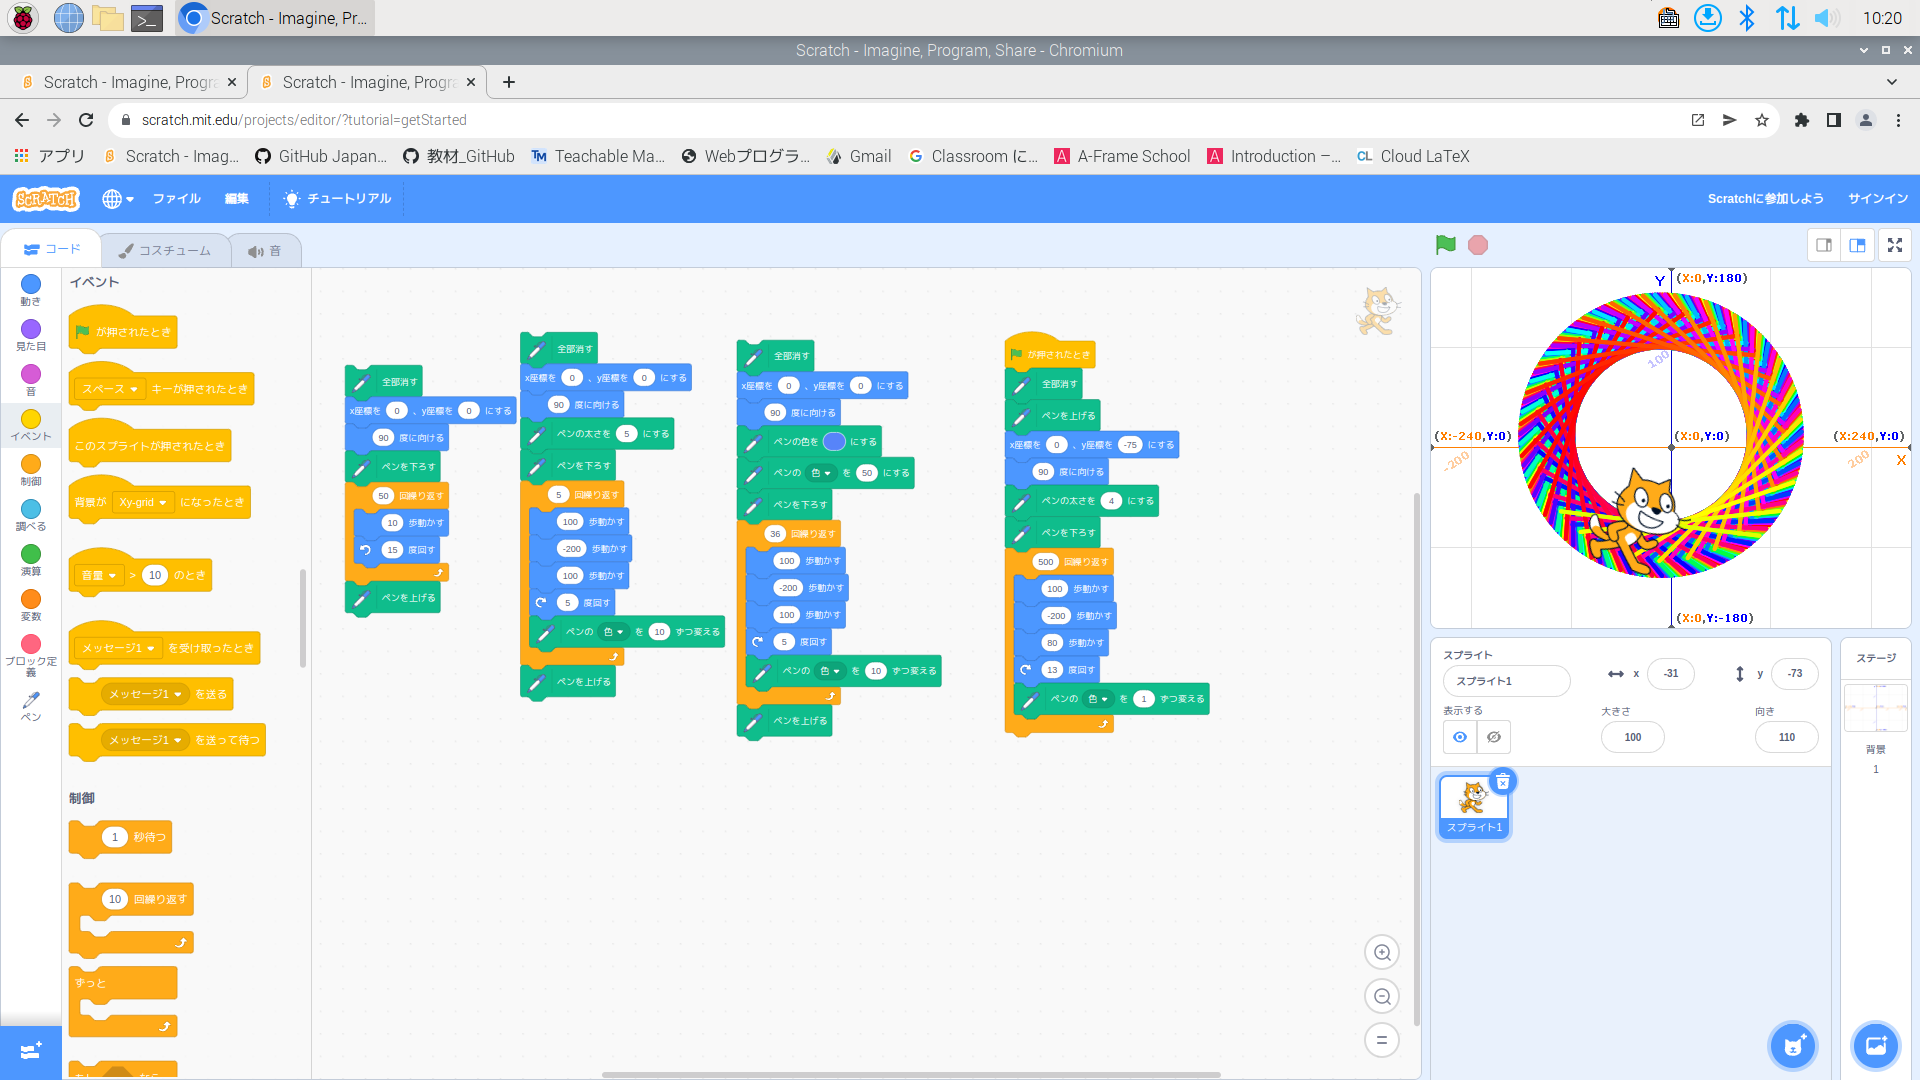 Scratch - Imagine, Pr...
10:20
Scratch - Imagine, Program, Share - Chromium
Scratch - Imagine, Progra
Scratch - Imagine, Progra
scratch.mit.edu/projects/editor/?tutorial=getStarted
アプリ
Scratch - Imag...
GitHub Japan...
教材_GitHub
Teachable Ma...
Webプログラ...
Gmail
Classroom に...
A-Frame School
Introduction –...
Cloud LaTeX
SCRATCH
ファイル
編集
チュートリアル
Scratchに参加しよう
サインイン
コード
コスチューム
音
動き
見た目
音
イベント
制御
調べる
演算
変数
ブロック定義
ペン
イベント
が押されたとき
スペース キーが押されたとき
このスプライトが押されたとき
背景が Xy-grid になったとき
音量 > 10 のとき
メッセージ1 を受け取ったとき
メッセージ1 を送る
メッセージ1 を送って待つ
制御
1 秒待つ
10 回繰り返す
ずっと
全部消す
x座標を 0 、y座標を 0 にする
90 度に向ける
ペンを下ろす
50 回繰り返す
10 歩動かす
15 度回す
ペンを上げる
全部消す
x座標を 0 、y座標を 0 にする
90 度に向ける
ペンの太さを 5 にする
ペンを下ろす
5 回繰り返す
100 歩動かす
-200 歩動かす
100 歩動かす
5 度回す
ペンの 色 を 10 ずつ変える
ペンを上げる
全部消す
x座標を 0 、y座標を 0 にする
90 度に向ける
ペンの色を にする
ペンの 色 を 50 にする
ペンを下ろす
36 回繰り返す
100 歩動かす
-200 歩動かす
100 歩動かす
5 度回す
ペンの 色 を 10 ずつ変える
ペンを上げる
が押されたとき
全部消す
ペンを上げる
x座標を 0 、y座標を -75 にする
90 度に向ける
ペンの太さを 4 にする
ペンを下ろす
500 回繰り返す
100 歩動かす
-200 歩動かす
80 歩動かす
13 度回す
ペンの 色 を 1 ずつ変える
Y
(X:0,Y:180)
100
(X:-240,Y:0)
(X:0,Y:0)
(X:240,Y:0)
-200
200
X
(X:0,Y:-180)
スプライト
スプライト1
x -31
y -73
表示する
大きさ
100
向き
110
スプライト1
ステージ
背景
1